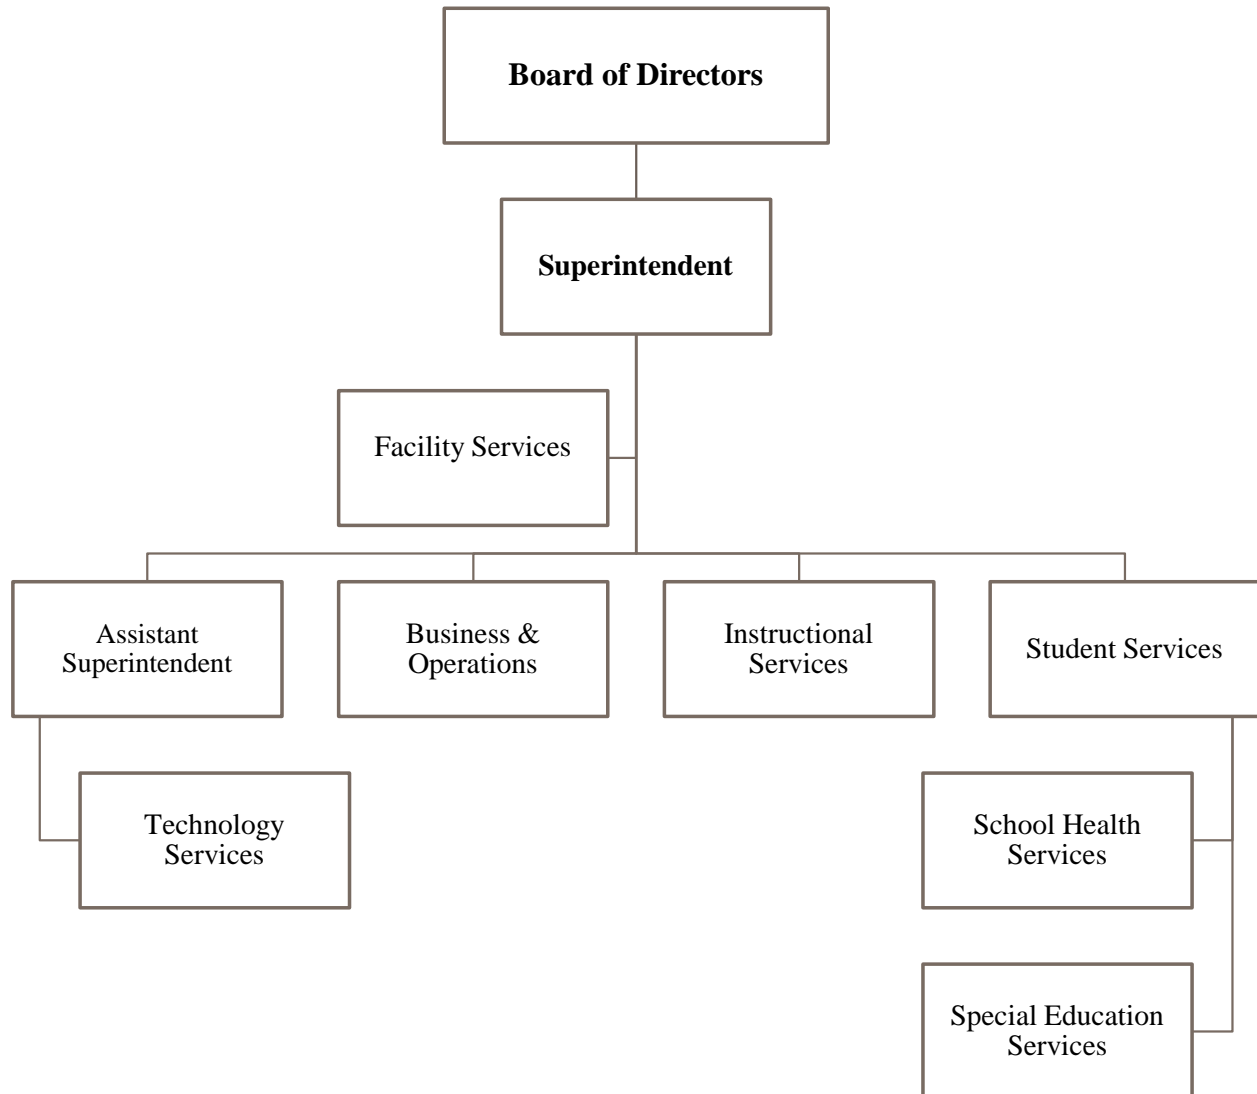 Board of Directors
Superintendent
Facility Services
Assistant
Superintendent
Business &
Operations
Instructional
Services
Student Services
Technology
Services
School Health
Services
Special Education
Services